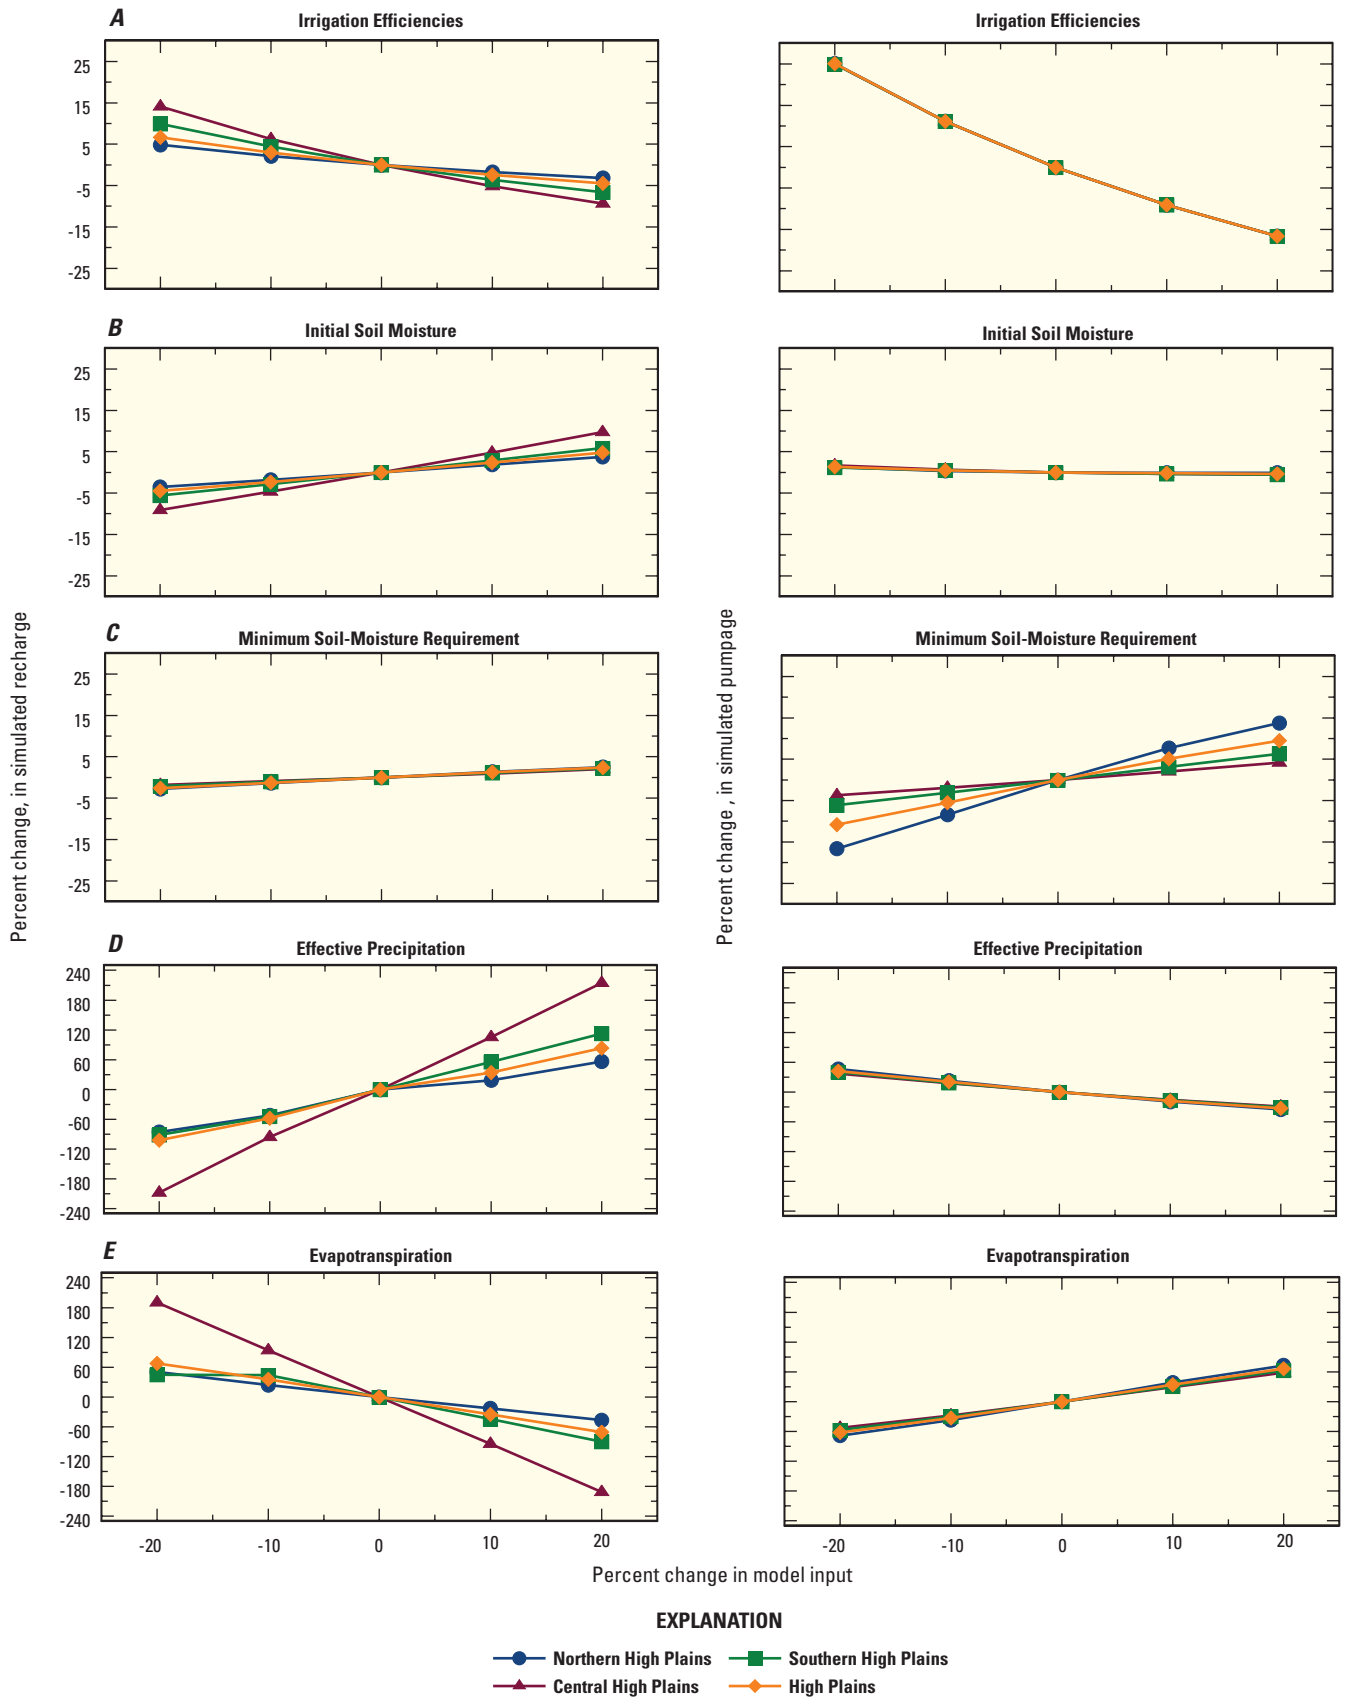 A
Irrigation Efficiencies
Irrigation Efficiencies
25
15
5
-5
-15
-25
B
Initial Soil Moisture
Initial Soil Moisture
25
15
5
-5
-15
-25
Percent change, in simulated recharge
Percent change , in simulated pumpage
C
Minimum Soil-Moisture Requirement
Minimum Soil-Moisture Requirement
25
15
5
-5
-15
-25
D
Effective Precipitation
Effective Precipitation
240
180
120
60
0
-60
-120
-180
-240
E
Evapotranspiration
Evapotranspiration
240
180
120
60
0
-60
-120
-180
-240
-20 -10 0 10 20
-20 -10 0 10 20
Percent change in model input
EXPLANATION
Northern High Plains
Southern High Plains
Central High Plains
High Plains